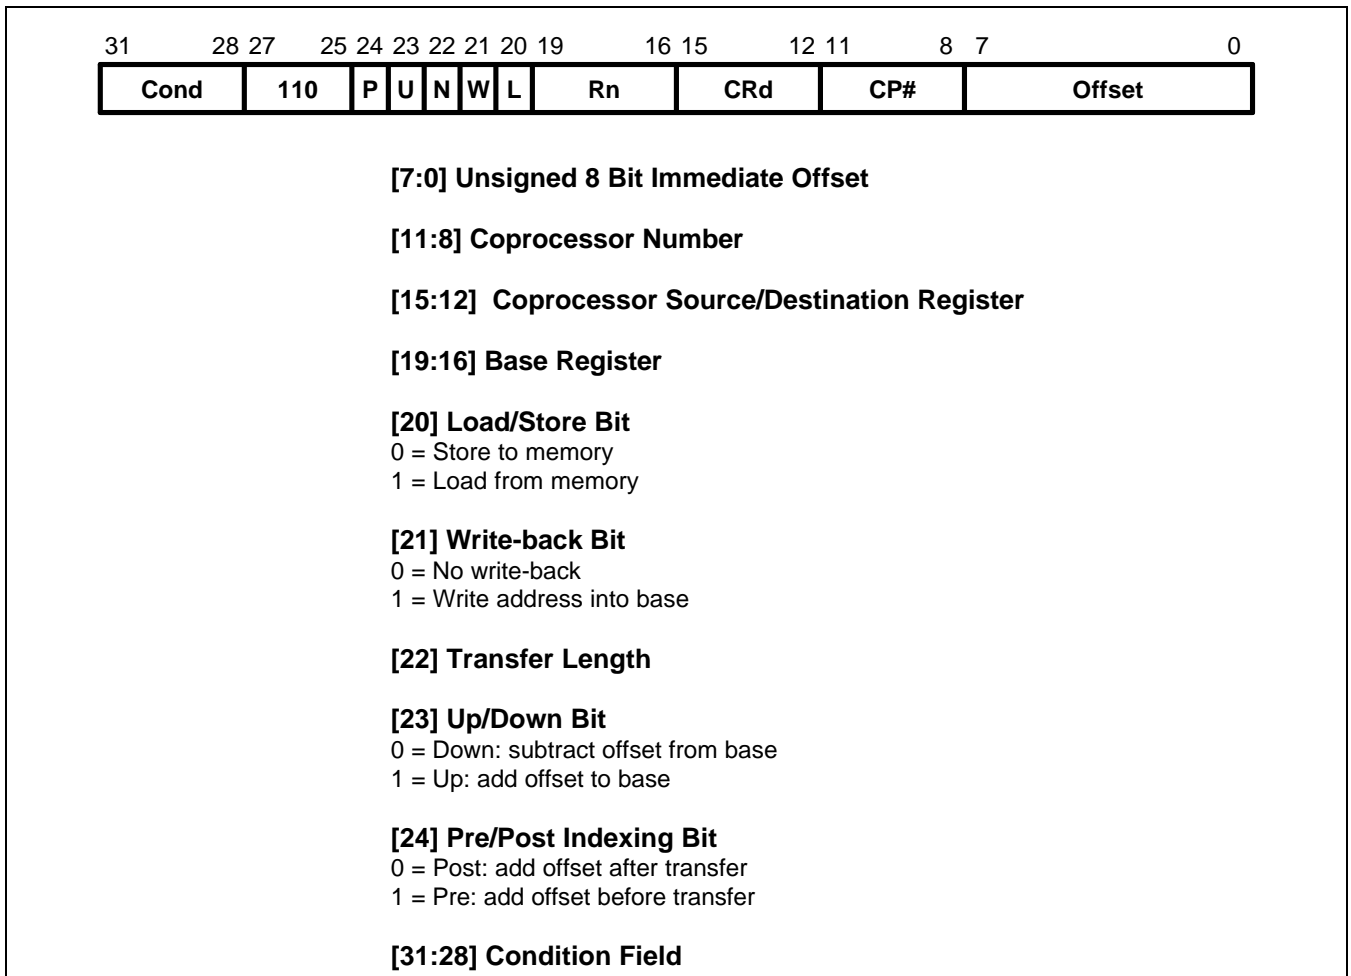 31 28 27 25 24 23 22 21 20 19 16 15 12 11 8 7 0
Cond 110 P U N W L Rn CRd CP# Offset
[7:0] Unsigned 8 Bit Immediate Offset
[11:8] Coprocessor Number
[15:12] Coprocessor Source/Destination Register
[19:16] Base Register
[20] Load/Store Bit
0 = Store to memory
1 = Load from memory
[21] Write-back Bit
0 = No write-back
1 = Write address into base
[22] Transfer Length
[23] Up/Down Bit
0 = Down: subtract offset from base
1 = Up: add offset to base
[24] Pre/Post Indexing Bit
0 = Post: add offset after transfer
1 = Pre: add offset before transfer
[31:28] Condition Field